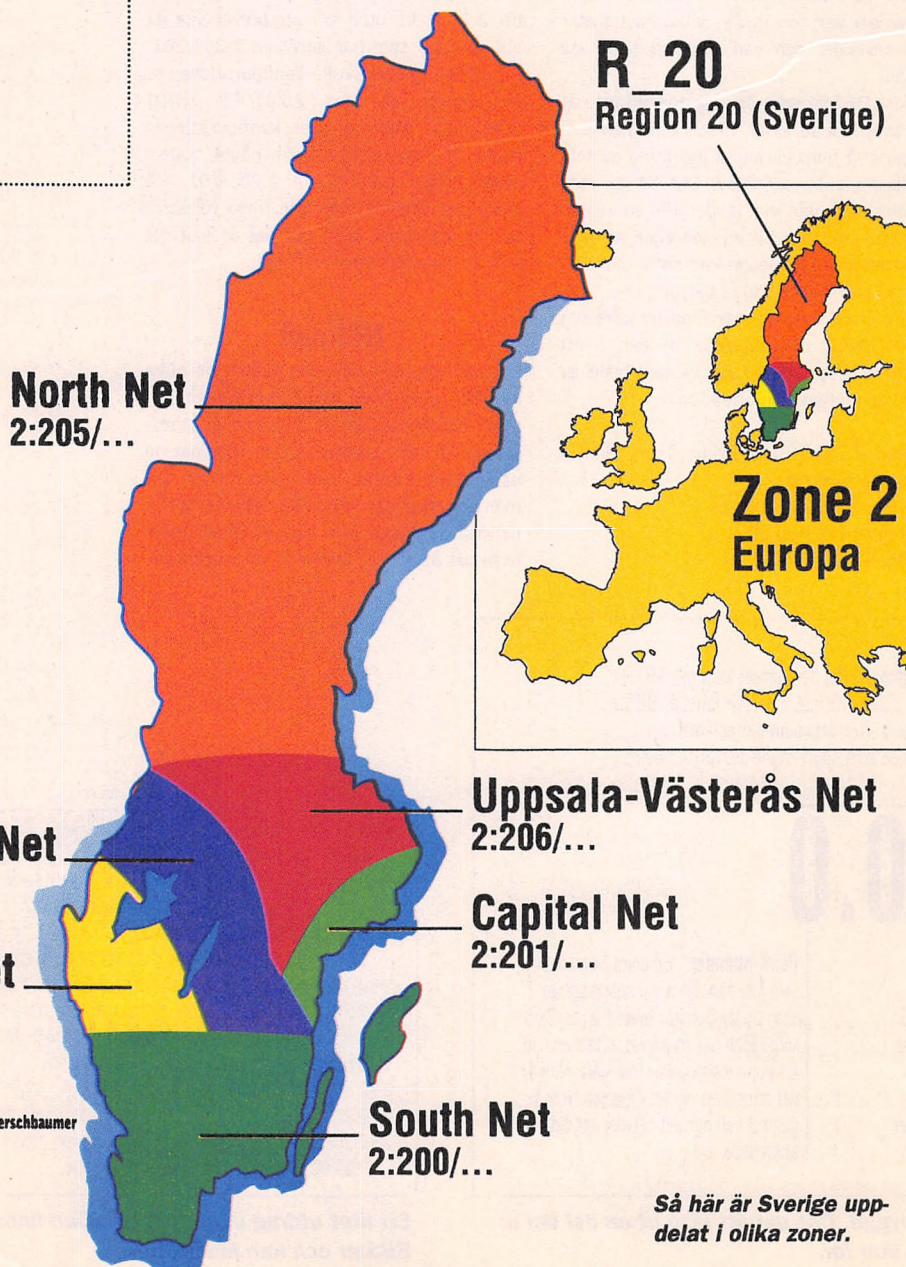 R_20
Region 20 (Sverige)
North Net
2:205/...
Zone 2
Europa
Uppsala-Västerås Net
2:206/...
Net
Capital Net
2:201/...
South Net
2:200/...
Så här är Sverige upp-
delat i olika zoner.